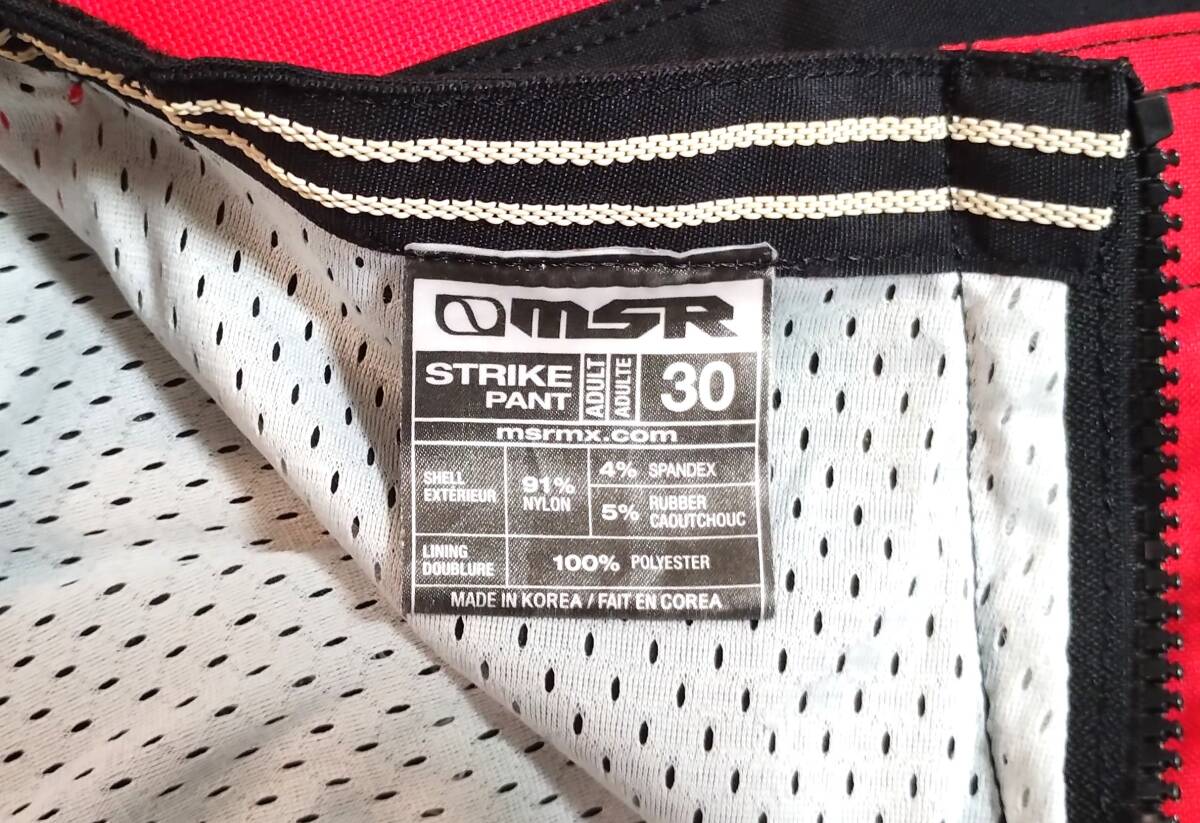 MSR
STRIKE PANT
ADULT
ADULTE
30
msrmx.com
SHELL
EXTERIEUR
91%
NYLON
4% SPANDEX
5% RUBBER
CAOUTCHOUC
LINING
DOUBLURE
100% POLYESTER
MADE IN KOREA / FAIT EN COREA